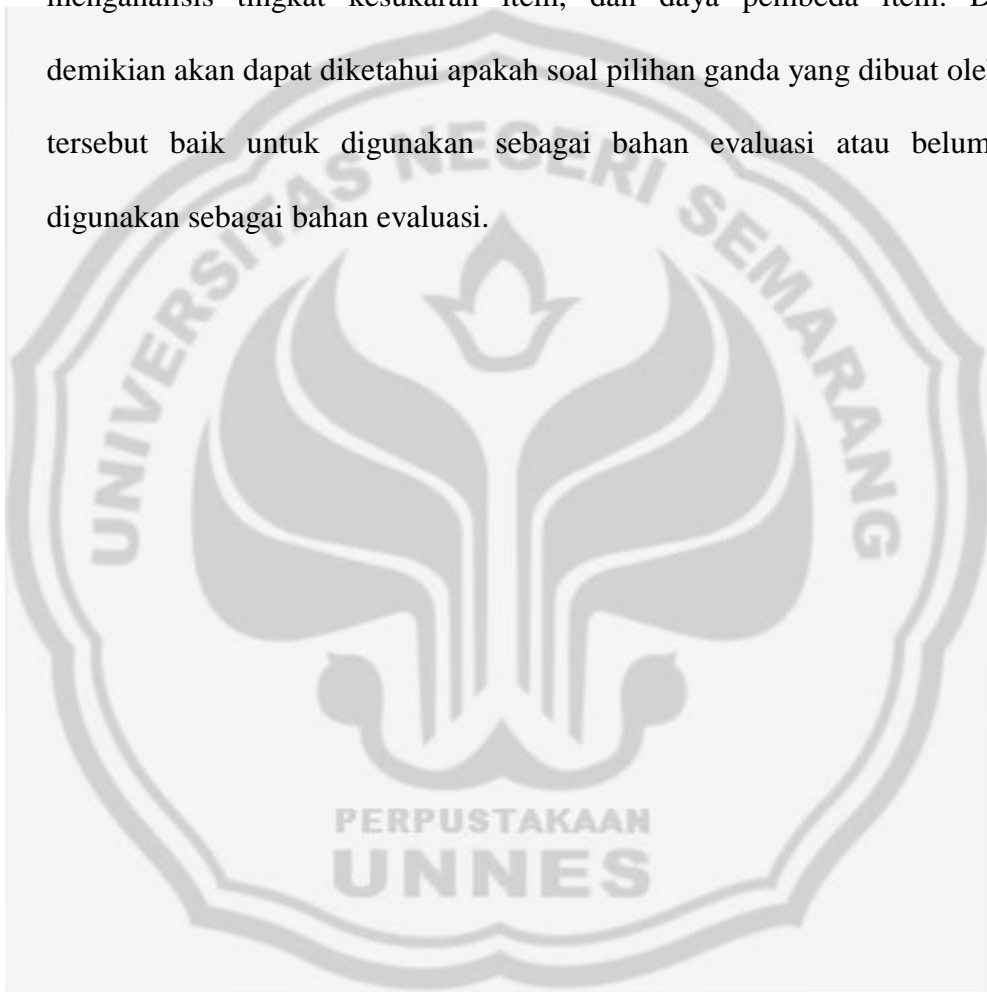 menganalisis tingkat kesukaran item, dan daya pembeda item. D
demikian akan dapat diketahui apakah soal pilihan ganda yang dibuat ole
tersebut baik untuk digunakan sebagai bahan evaluasi atau belum
digunakan sebagai bahan evaluasi.
UNIVERSITAS NEGERI SEMARANG
PERPUSTAKAAN
UNNES